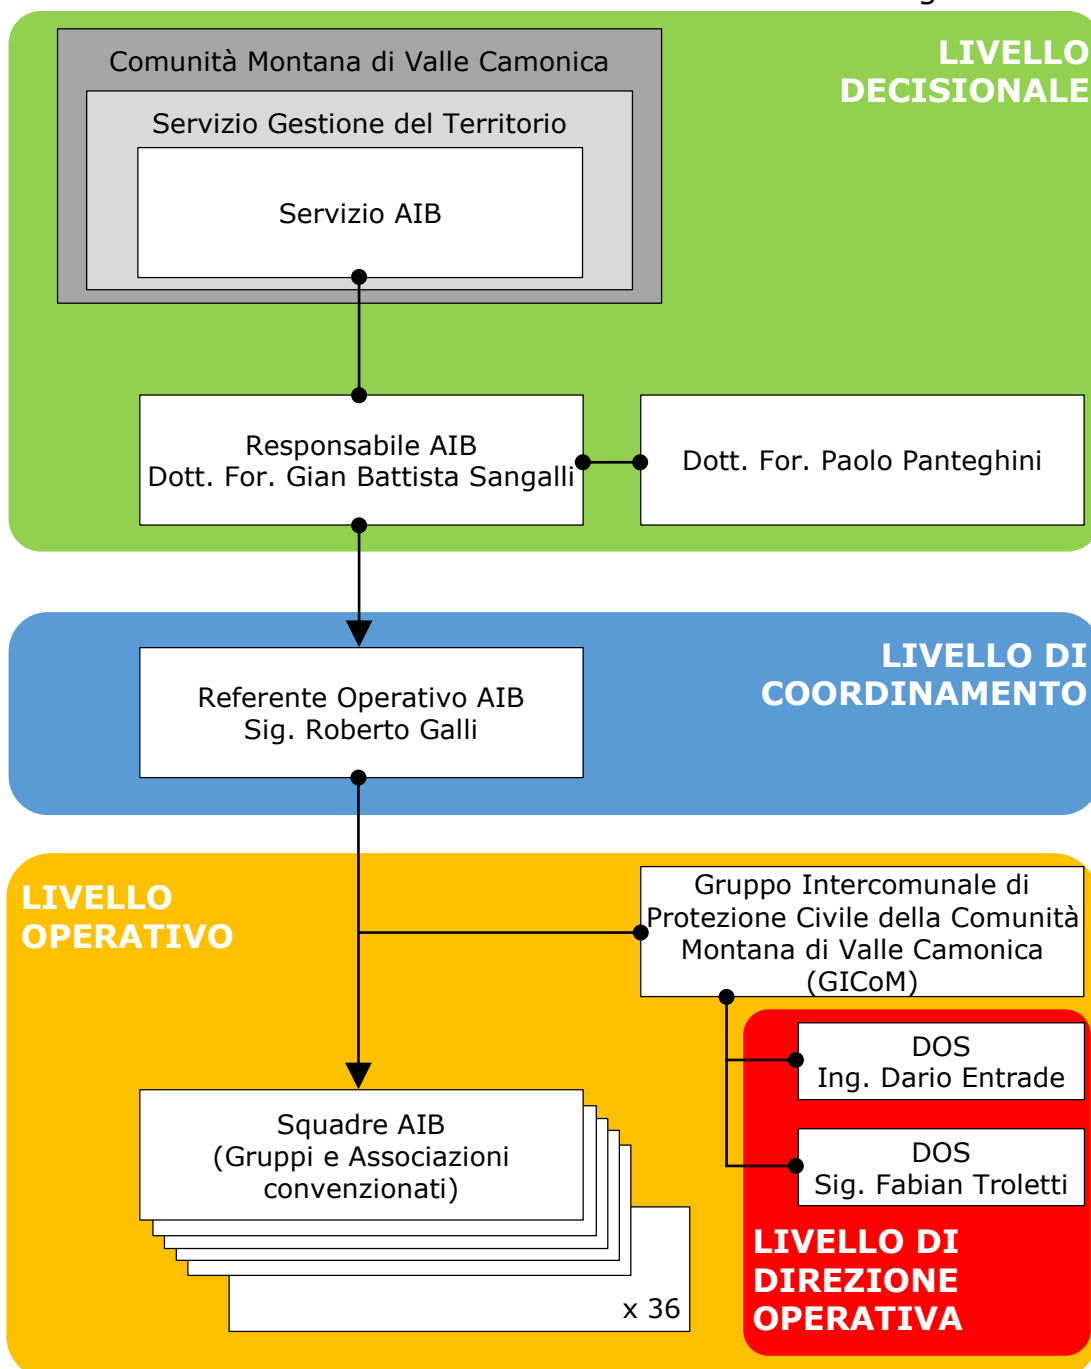 LIVELLO
DECISIONALE
Comunità Montana di Valle Camonica
Servizio Gestione del Territorio
Servizio AIB
Responsabile AIB
Dott. For. Gian Battista Sangalli
Dott. For. Paolo Panteghini
LIVELLO DI
COORDINAMENTO
Referente Operativo AIB
Sig. Roberto Galli
LIVELLO
OPERATIVO
Gruppo Intercomunale di
Protezione Civile della Comunità
Montana di Valle Camonica
(GICoM)
DOS
Ing. Dario Entrade
DOS
Sig. Fabian Troletti
Squadre AIB
(Gruppi e Associazioni
convenzionati)
x 36
LIVELLO DI
DIREZIONE
OPERATIVA